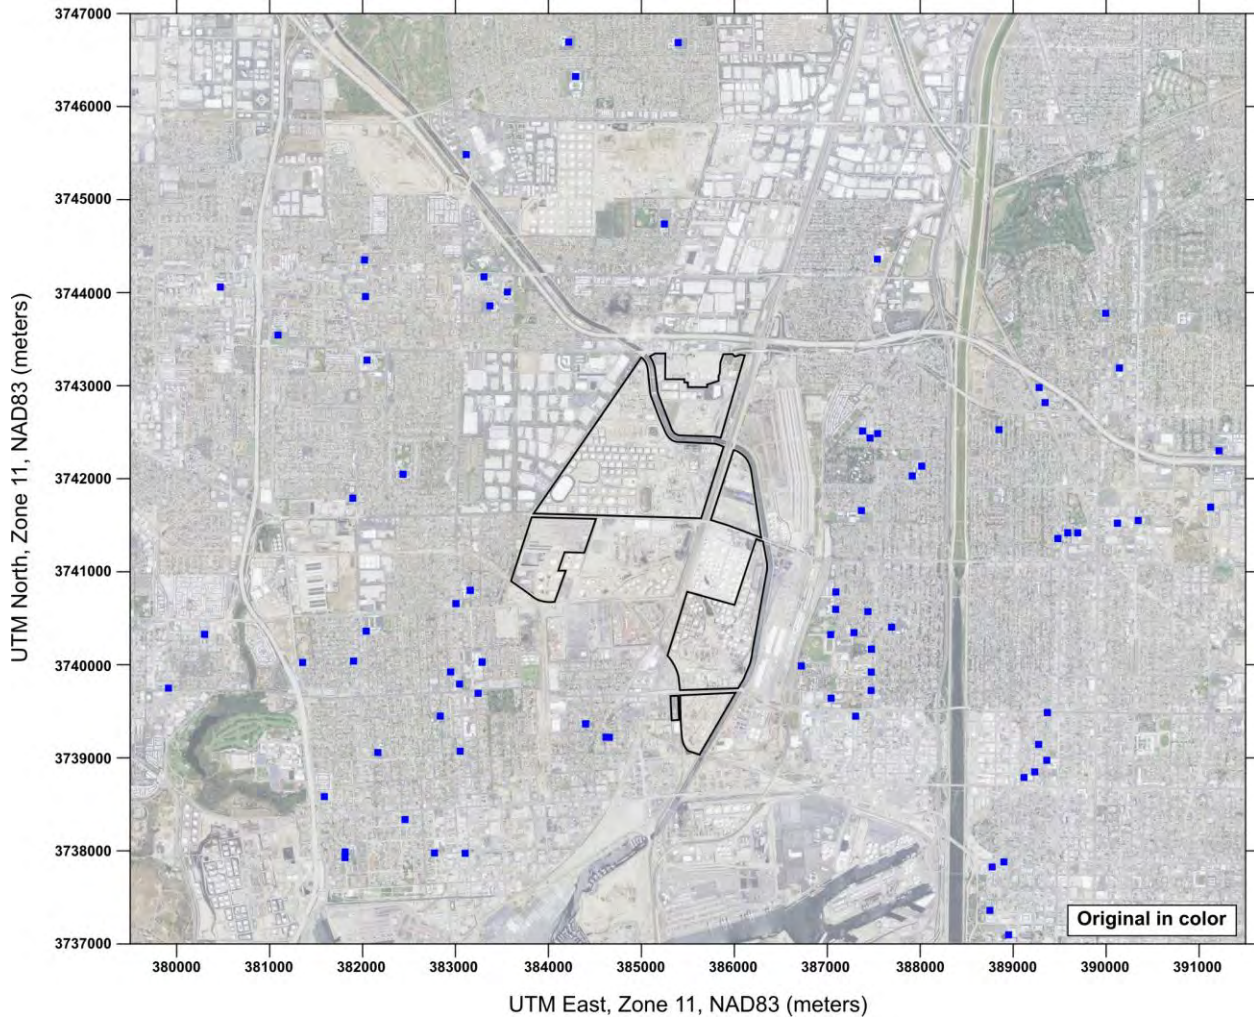 3747000
3746000
3745000
3744000
3743000
3742000
3741000
3740000
3739000
3738000
3737000
UTM North, Zone 11, NAD83 (meters)
Original in color
380000 381000 382000 383000 384000 385000 386000 387000 388000 389000 390000 391000
UTM East, Zone 11, NAD83 (meters)